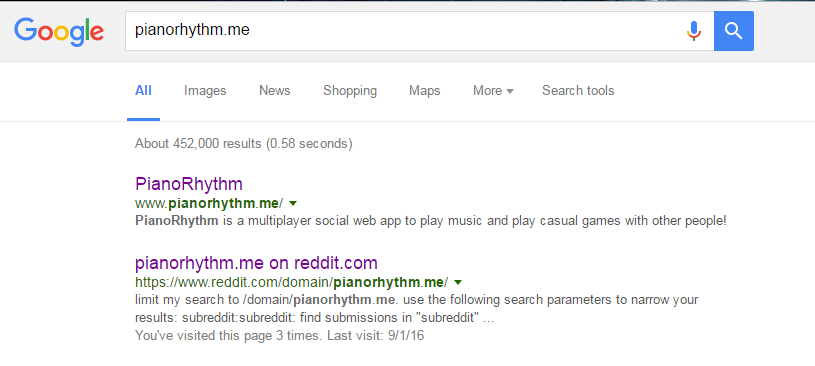 Google
pianorhythm.me
All Images News Shopping Maps More Search tools
About 452,000 results (0.58 seconds)
PianoRhythm
www.pianorhythm.me/
PianoRhythm is a multiplayer social web app to play music and play casual games with other people!
pianorhythm.me on reddit.com
https://www.reddit.com/domain/pianorhythm.me/
limit my search to /domain/pianorhythm.me. use the following search parameters to narrow your
results: subreddit:subreddit: find submissions in "subreddit" ...
You've visited this page 3 times. Last visit: 9/1/16